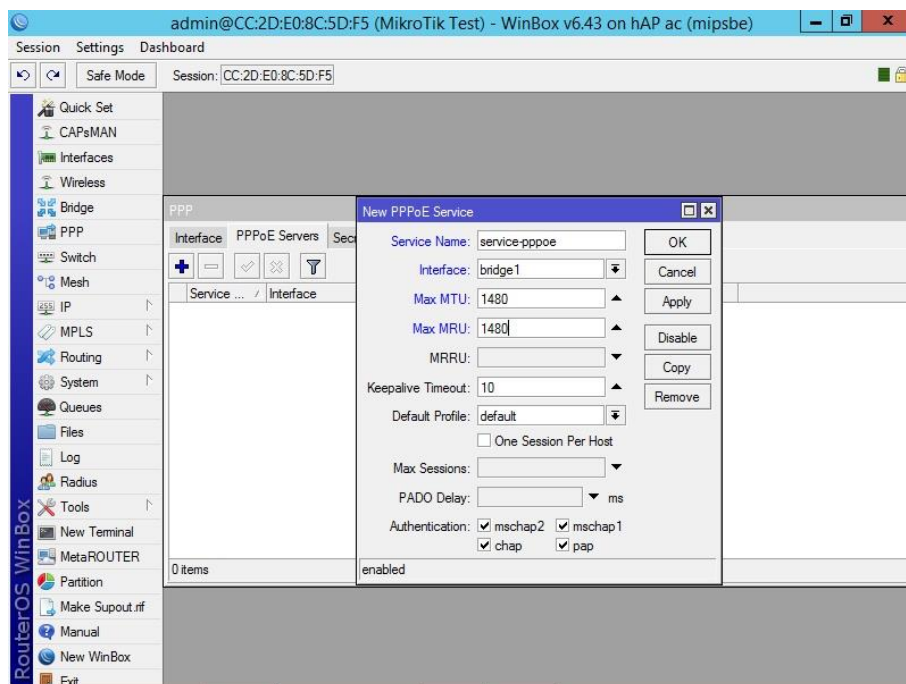 admin@CC:2D:E0:8C:5D:F5 (MikroTik Test) - WinBox v6.43 on hAP ac (mipsbe)
Session Settings Dashboard
Safe Mode Session: CC:2D:E0:8C:5D:F5
Quick Set
CAPsMAN
Interfaces
Wireless
Bridge
PPP
Switch
Mesh
IP
MPLS
Routing
System
Queues
Files
Log
Radius
Tools
New Terminal
MetaROUTER
Partition
Make Supout.rif
Manual
New WinBox
Exit
RouterOS WinBox
PPP
Interface PPPoE Servers
Service ... / Interface
0 items
New PPPoE Service
Service Name: service-pppoe
Interface: bridge1
Max MTU: 1480
Max MRU: 1480
MRRU:
Keepalive Timeout: 10
Default Profile: default
One Session Per Host
Max Sessions:
PADO Delay: ms
Authentication: mschap2 mschap1
chap pap
enabled
OK
Cancel
Apply
Disable
Copy
Remove